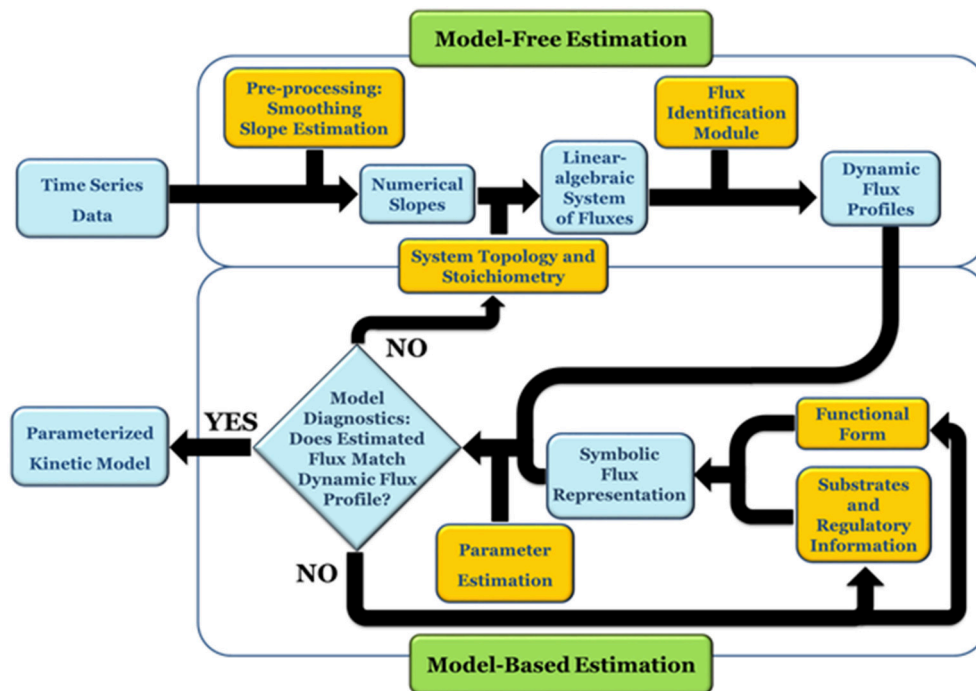 Model-Free Estimation
Pre-processing:
Smoothing
Slope Estimation
Flux
Identification
Module
Time Series
Data
Numerical
Slopes
Linear-
algebraic
System
of Fluxes
Dynamic
Flux
Profiles
System Topology and
Stoichiometry
NO
YES
Model
Diagnostics:
Does Estimated
Flux Match
Dynamic Flux
Profile?
Parameterized
Kinetic Model
Symbolic
Flux
Representation
Functional
Form
Substrates
and
Regulatory
Information
Parameter
Estimation
NO
Model-Based Estimation